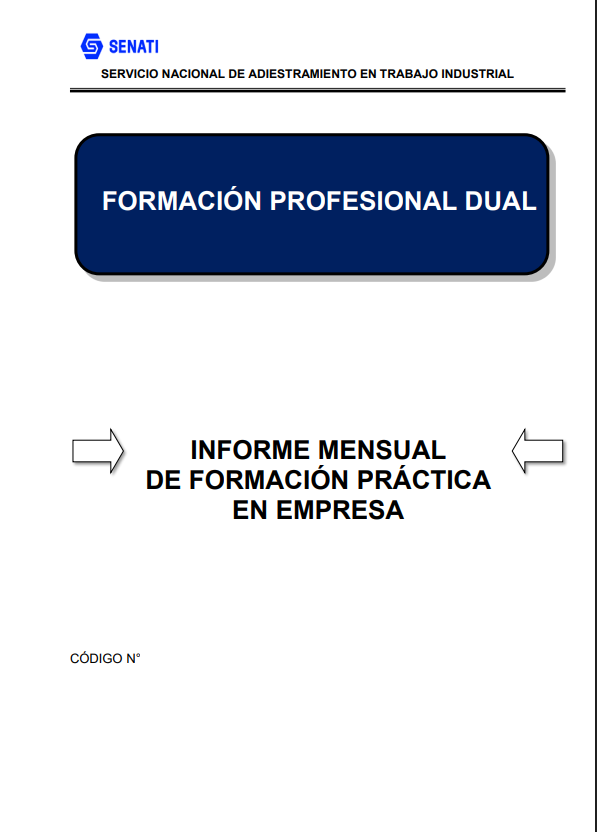 SENATI
SERVICIO NACIONAL DE ADIESTRAMIENTO EN TRABAJO INDUSTRIAL
FORMACIÓN PROFESIONAL DUAL
INFORME MENSUAL
DE FORMACIÓN PRÁCTICA
EN EMPRESA
CÓDIGO N°